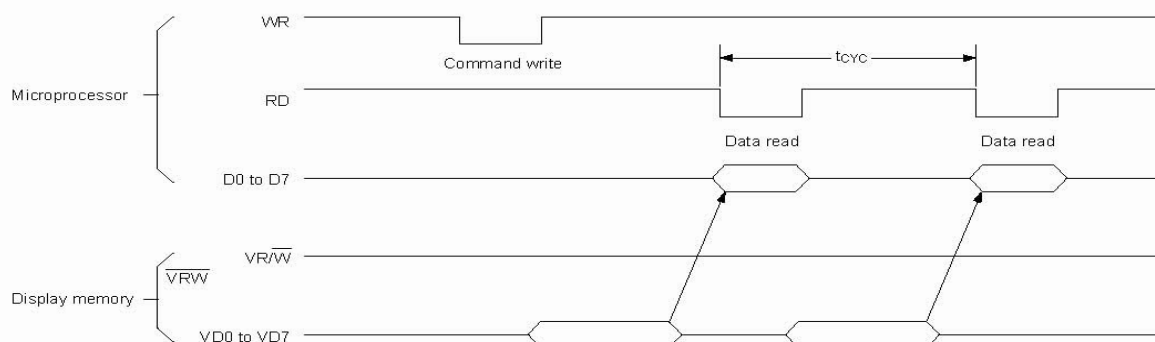 WR
Command write
tCYC
Microprocessor
RD
Data read
Data read
D0 to D7
VR/W̅
V̅R̅W̅
Display memory
VD0 to VD7